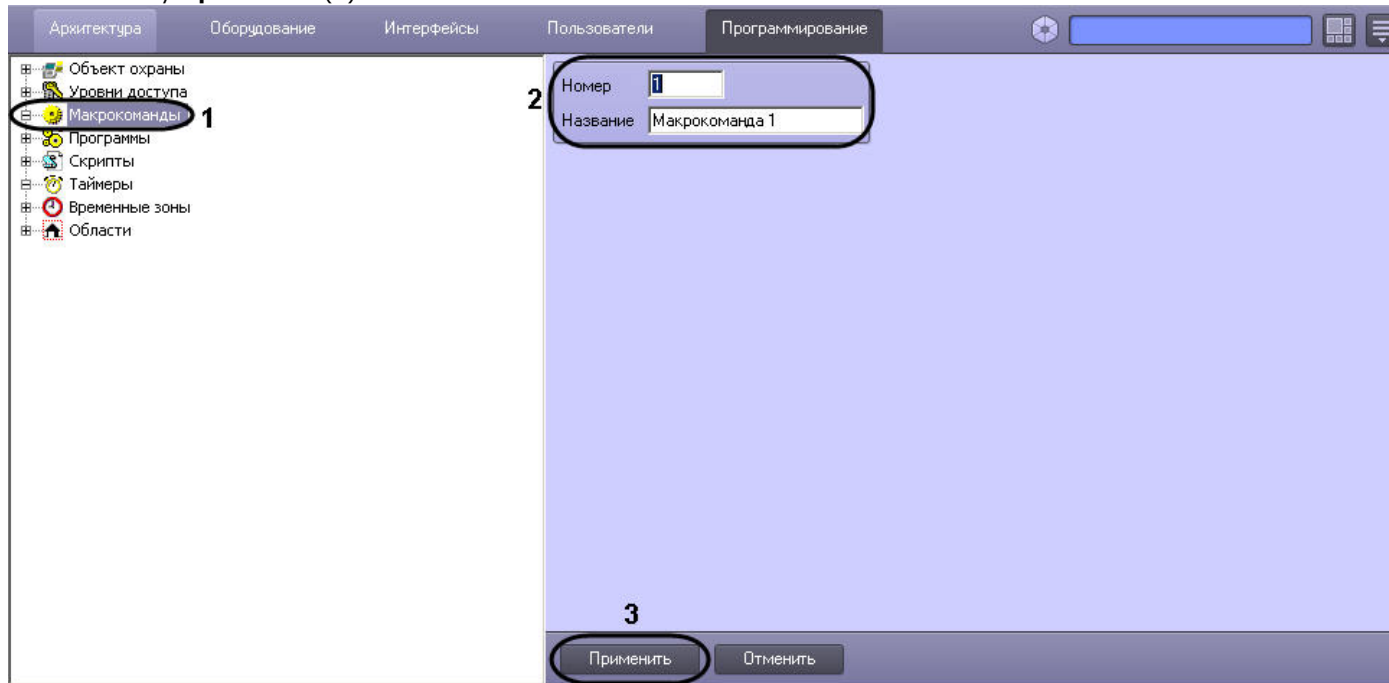 Архитектура Оборудование Интерфейсы Пользователи Программирование
Объект охраны
Уровни доступа
Макрокоманды 1
Программы
Скрипты
Таймеры
Временные зоны
Области
2
Номер 1
Название Макрокоманда 1
3
Применить Отменить